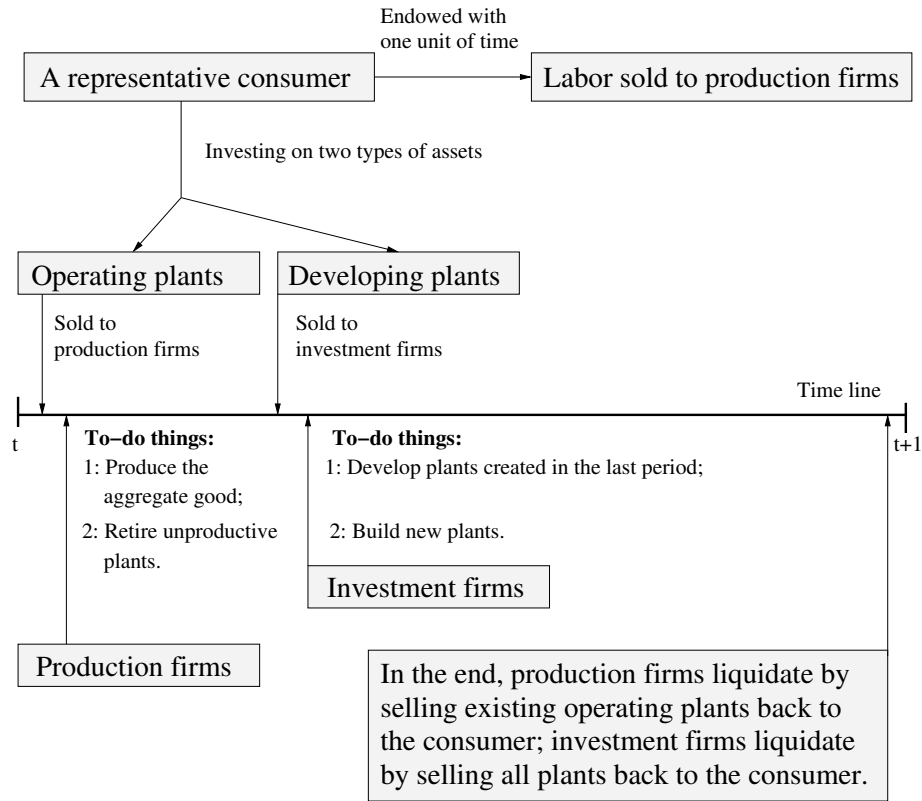 Endowed with
one unit of time
A representative consumer
Labor sold to production firms
Investing on two types of assets
Operating plants
Developing plants
Sold to
production firms
Sold to
investment firms
Time line
t
t+1
To–do things:
1: Produce the
aggregate good;
2: Retire unproductive
plants.
To–do things:
1: Develop plants created in the last period;
2: Build new plants.
Investment firms
Production firms
In the end, production firms liquidate by
selling existing operating plants back to
the consumer; investment firms liquidate
by selling all plants back to the consumer.